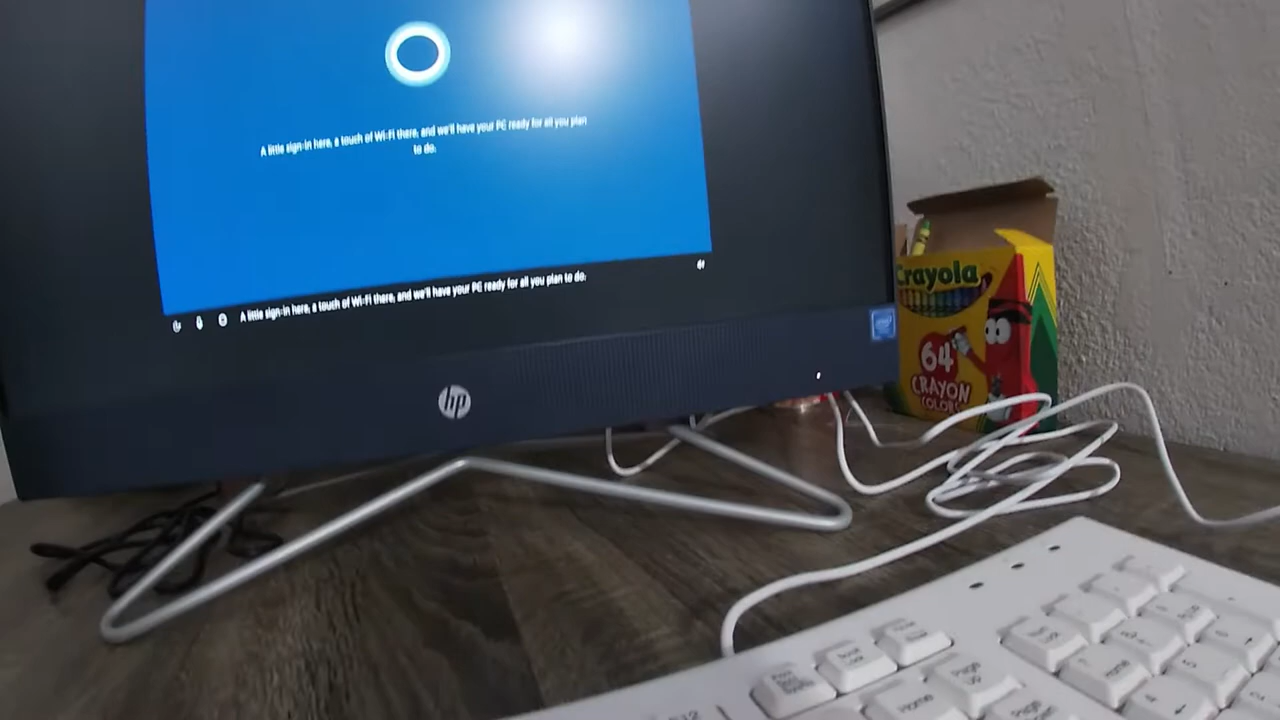 A little sign-in here, a touch of Wi-Fi there, and we'll have your PC ready for all you plan
to do.
A little sign-in here, a touch of Wi-Fi there, and we'll have your PC ready for all you plan to do.
hp
Crayola
64
CRAYON
COLORS
Page
Up
Home
Page
Home